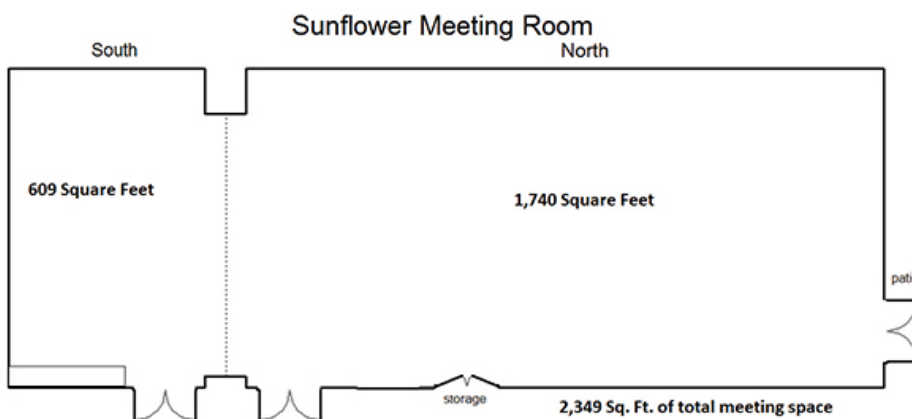 Sunflower Meeting Room
South
North
609 Square Feet
1,740 Square Feet
pati
storage
2,349 Sq. Ft. of total meeting space